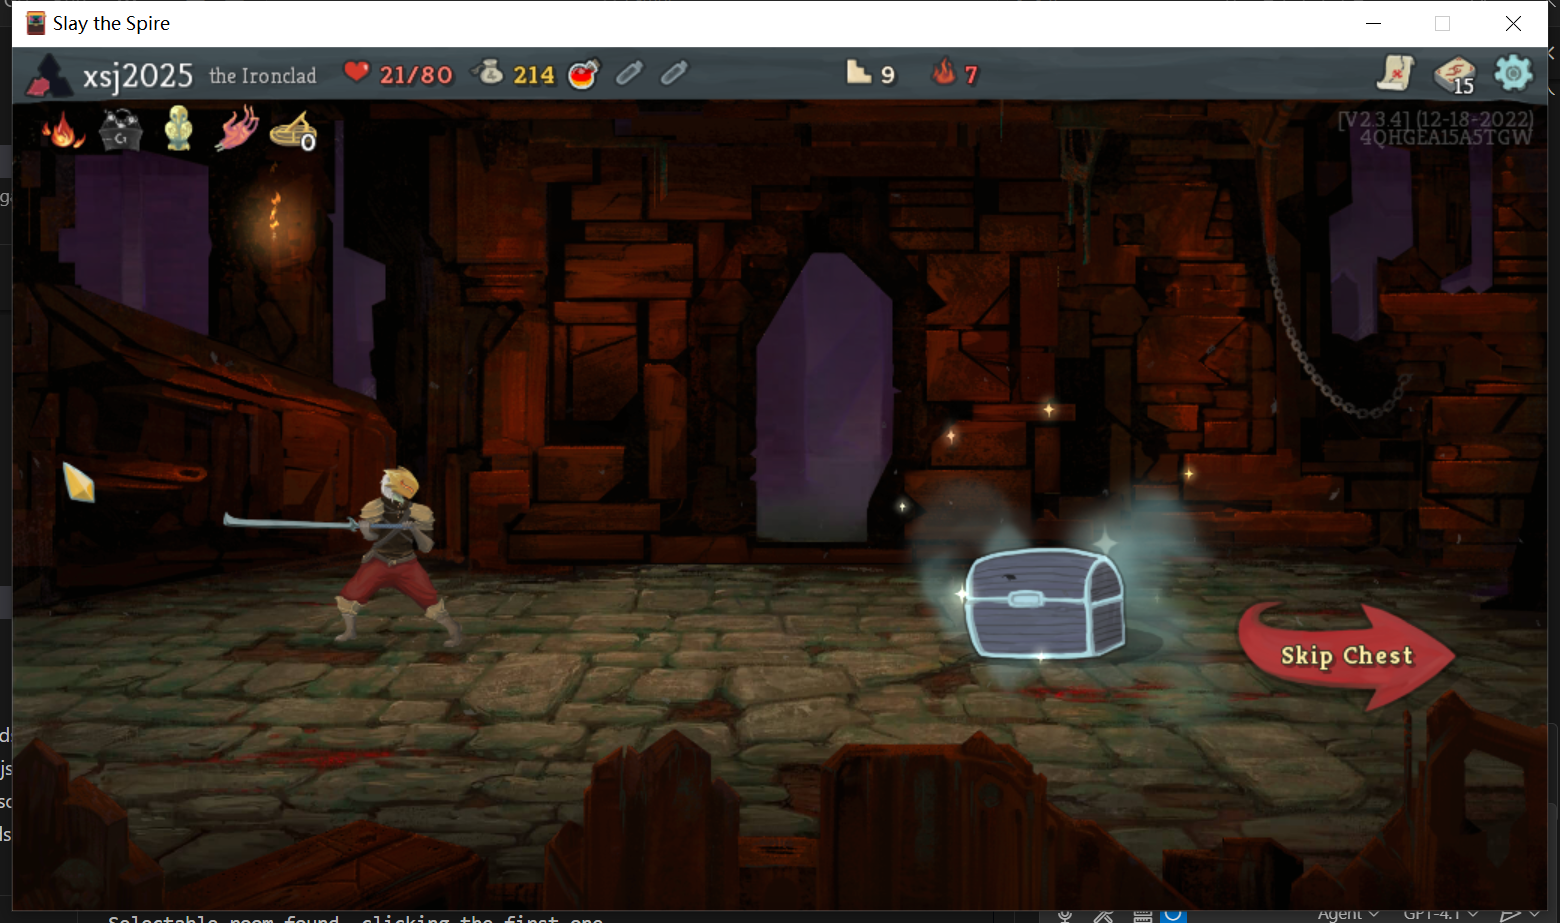 Slay the Spire
xsj2025 the Ironclad 21/80 214 9 7 15
0
[V2.3.4] (12-18-2022)
4QHGEA15A5TGW
Skip Chest
Selectable room found, clicking the first one
Agent GPT-4.1